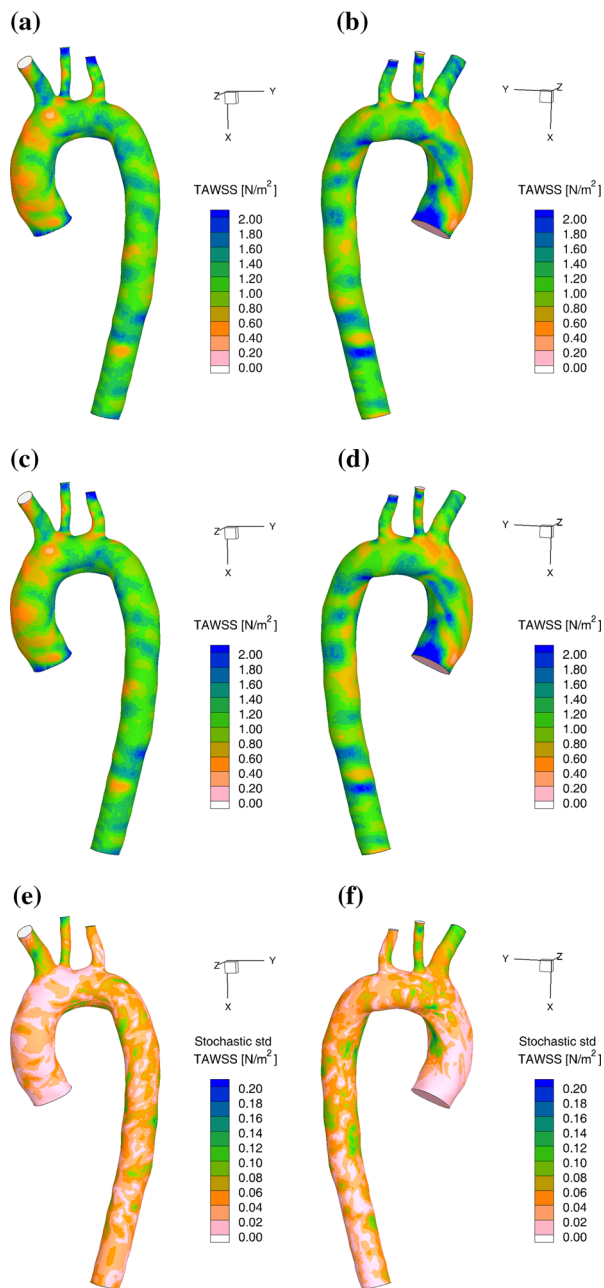 (a)
(b)
Z Y
X
Y Z
X
TAWSS [N/m²]
2.00
1.80
1.60
1.40
1.20
1.00
0.80
0.60
0.40
0.20
0.00
TAWSS [N/m²]
2.00
1.80
1.60
1.40
1.20
1.00
0.80
0.60
0.40
0.20
0.00
(c)
(d)
Z Y
X
Y Z
X
TAWSS [N/m²]
2.00
1.80
1.60
1.40
1.20
1.00
0.80
0.60
0.40
0.20
0.00
TAWSS [N/m²]
2.00
1.80
1.60
1.40
1.20
1.00
0.80
0.60
0.40
0.20
0.00
(e)
(f)
Z Y
X
Y Z
X
Stochastic std
TAWSS [N/m²]
0.20
0.18
0.16
0.14
0.12
0.10
0.08
0.06
0.04
0.02
0.00
Stochastic std
TAWSS [N/m²]
0.20
0.18
0.16
0.14
0.12
0.10
0.08
0.06
0.04
0.02
0.00